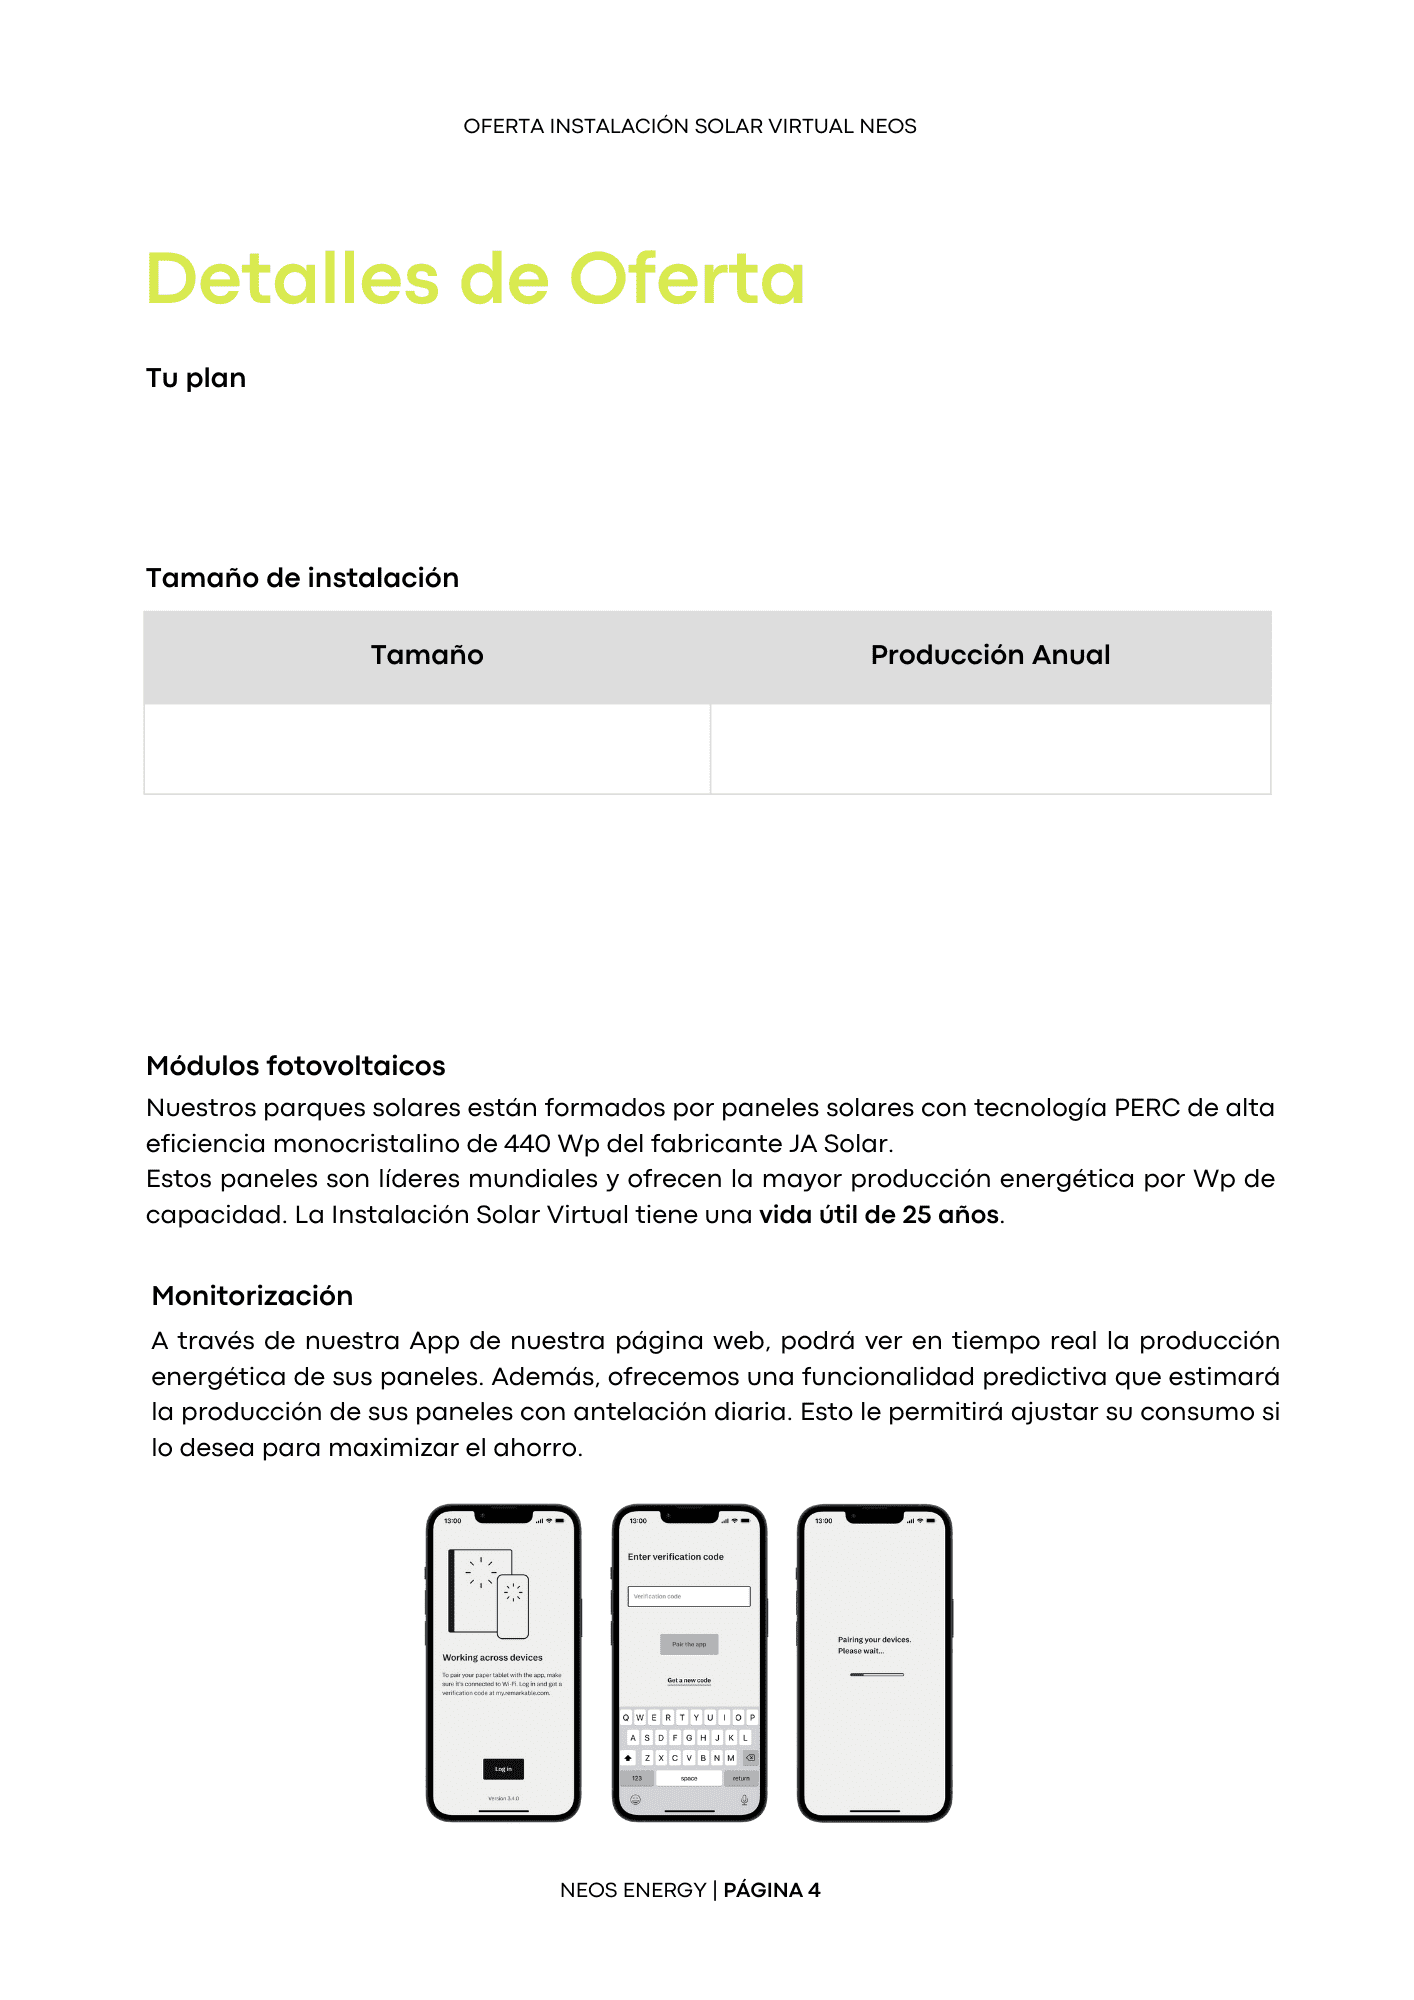 OFERTA INSTALACIÓN SOLAR VIRTUAL NEOS
Detalles de Oferta
Tu plan
Tamaño de instalación
Tamaño
Producción Anual
Módulos fotovoltaicos
Nuestros parques solares están formados por paneles solares con tecnología PERC de alta
eficiencia monocristalino de 440 Wp del fabricante JA Solar.
Estos paneles son líderes mundiales y ofrecen la mayor producción energética por Wp de
capacidad. La Instalación Solar Virtual tiene una vida útil de 25 años.
Monitorización
A través de nuestra App de nuestra página web, podrá ver en tiempo real la producción
energética de sus paneles. Además, ofrecemos una funcionalidad predictiva que estimará
la producción de sus paneles con antelación diaria. Esto le permitirá ajustar su consumo si
lo desea para maximizar el ahorro.
13:00
Working across devices
To pair your paper tablet with the app, make
sure it's connected to Wi-Fi. Log in and get a
verification code at my.remarkable.com.
Log in
Version 3.4.0
13:00
Enter verification code
Verification code
Pair the app
Get a new code
Q W E R T Y U I O P
A S D F G H J K L
Z X C V B N M
123 space return
13:00
Pairing your devices.
Please wait...
NEOS ENERGY | PÁGINA 4